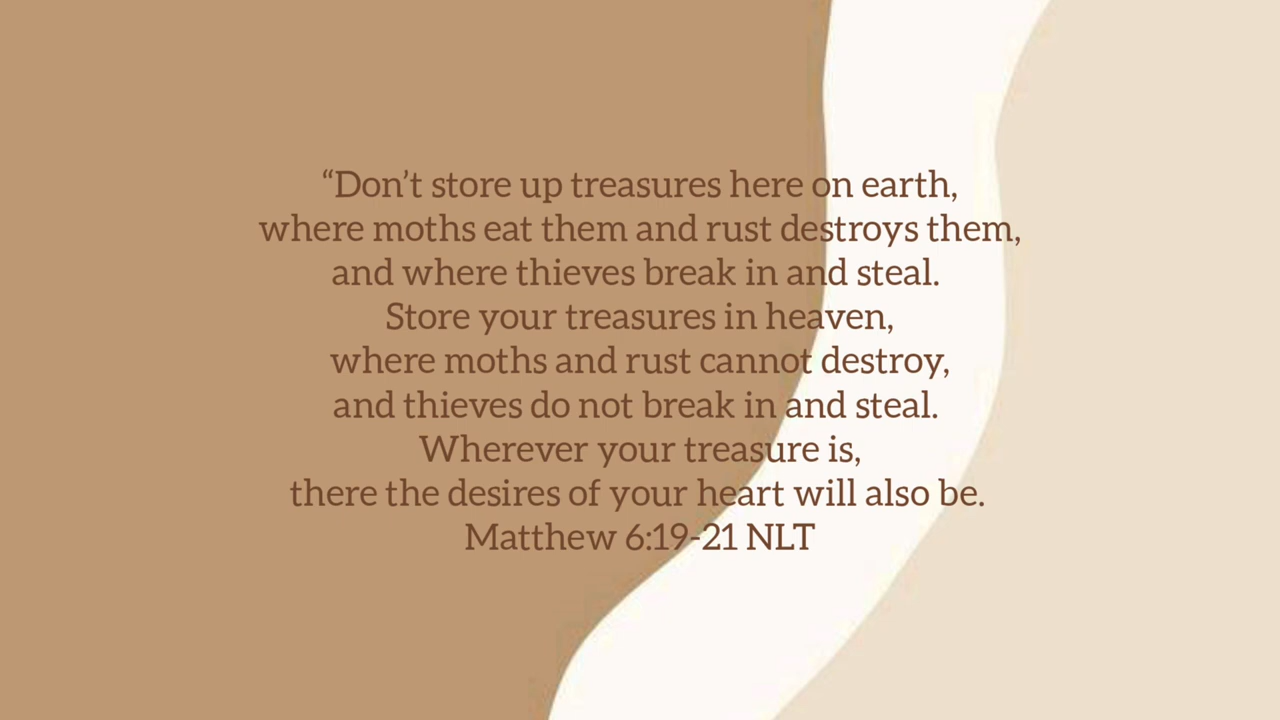 “Don’t store up treasures here on earth,
where moths eat them and rust destroys them,
and where thieves break in and steal.
Store your treasures in heaven,
where moths and rust cannot destroy,
and thieves do not break in and steal.
Wherever your treasure is,
there the desires of your heart will also be.
Matthew 6:19-21 NLT